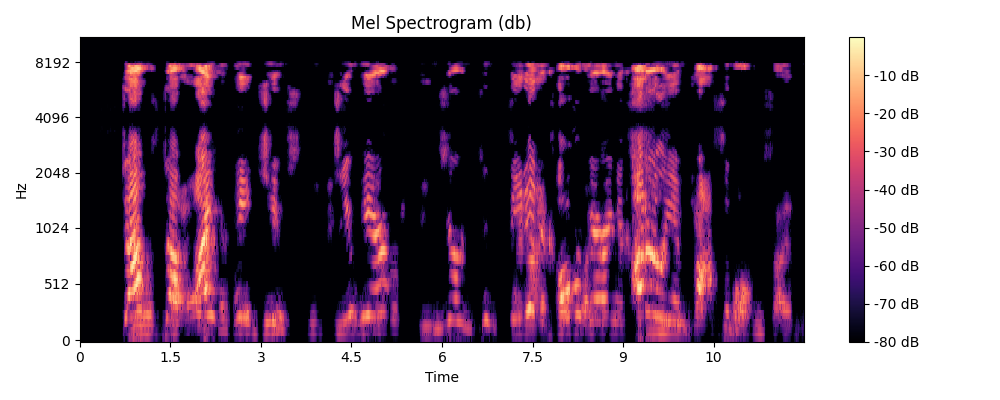 Mel Spectrogram (db)
Hz
8192
4096
2048
1024
512
0
0 1.5 3 4.5 6 7.5 9 10
Time
-10 dB
-20 dB
-30 dB
-40 dB
-50 dB
-60 dB
-70 dB
-80 dB